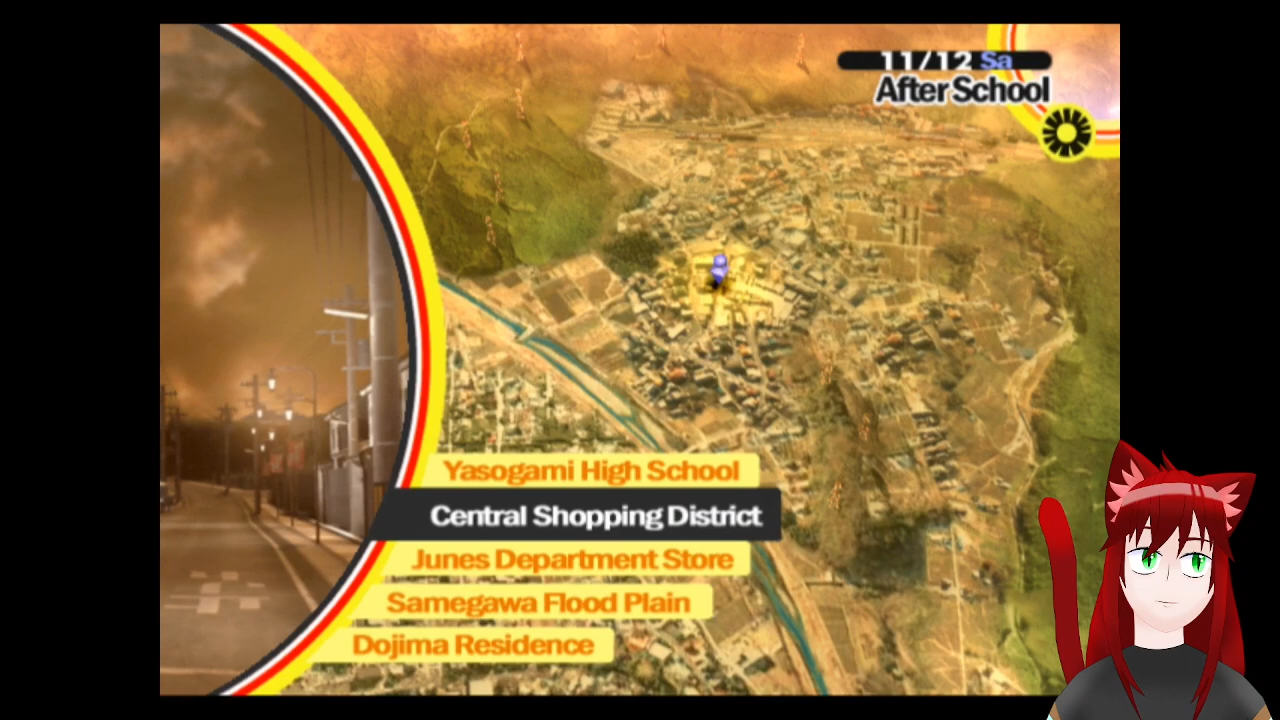 11/12 Sa
After School
Yasogami High School
Central Shopping District
Junes Department Store
Samegawa Flood Plain
Dojima Residence